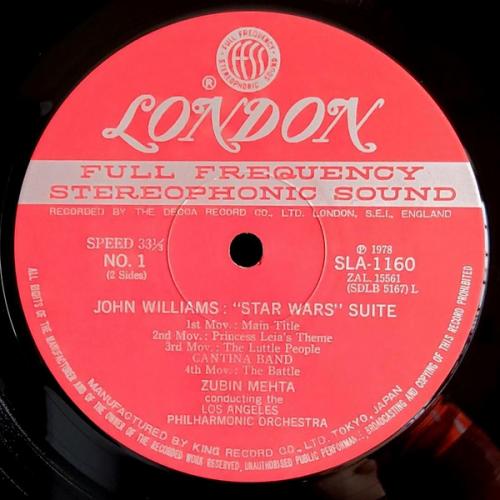 FULL FREQUENCY
FFSS
STEREOPHONIC SOUND
®
LONDON
FULL FREQUENCY
STEREOPHONIC SOUND
RECORDED BY THE DECCA RECORD CO., LTD. LONDON, S.E.I., ENGLAND
SPEED 33⅓
NO. 1
(2 Sides)
℗ 1978
SLA-1160
ZAL. 15561
(SDLB 5167) L
JOHN WILLIAMS : "STAR WARS" SUITE
1st Mov.: Main Title
2nd Mov.: Princess Leia's Theme
3rd Mov.: The Luttle People
CANTINA BAND
4th Mov.: The Battle
ZUBIN MEHTA
conducting the
LOS ANGELES
PHILHARMONIC ORCHESTRA
MANUFACTURED BY KING RECORD CO., LTD. TOKYO, JAPAN
ALL RIGHTS OF THE MANUFACTURER AND OF THE OWNER OF THE RECORDED WORK RESERVED, UNAUTHORISED PUBLIC PERFORMANCE, BROADCASTING AND COPYING OF THIS RECORD PROHIBITED